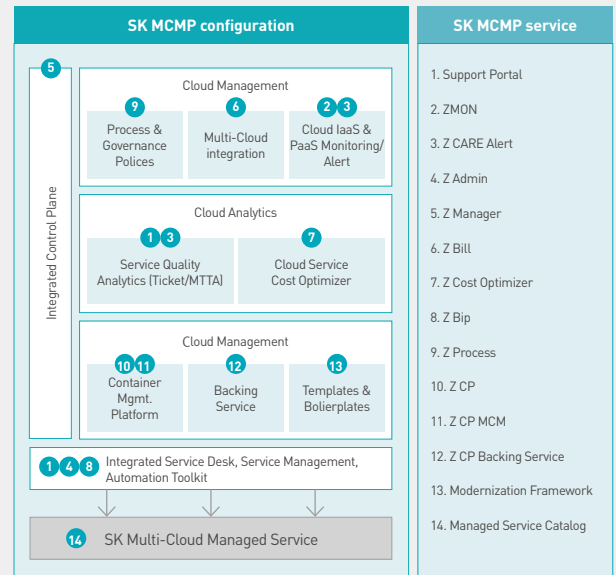 SK MCMP configuration
5
Integrated Control Plane
Cloud Management
9
Process &
Governance
Polices
6
Multi-Cloud
integration
2 3
Cloud IaaS &
PaaS Monitoring/
Alert
Cloud Analytics
1 3
Service Quality
Analytics (Ticket/MTTA)
7
Cloud Service
Cost Optimizer
Cloud Management
10 11
Container
Mgmt.
Platform
12
Backing
Service
13
Templates &
Bolierplates
1 4 8
Integrated Service Desk, Service Management,
Automation Toolkit
14
SK Multi-Cloud Managed Service
SK MCMP service
1. Support Portal
2. ZMON
3. Z CARE Alert
4. Z Admin
5. Z Manager
6. Z Bill
7. Z Cost Optimizer
8. Z Bip
9. Z Process
10. Z CP
11. Z CP MCM
12. Z CP Backing Service
13. Modernization Framework
14. Managed Service Catalog